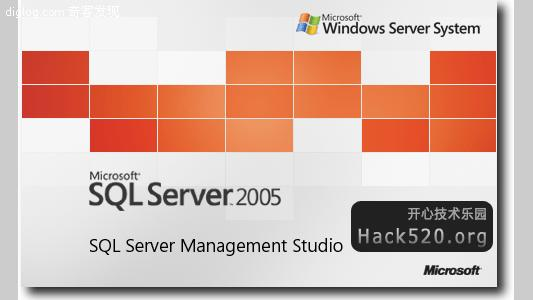 diglog.com 奇客发现
Microsoft®
Windows Server System
Microsoft®
SQL Server™ 2005
SQL Server Management Studio
开心技术乐园
Hack520.org
Microsoft®